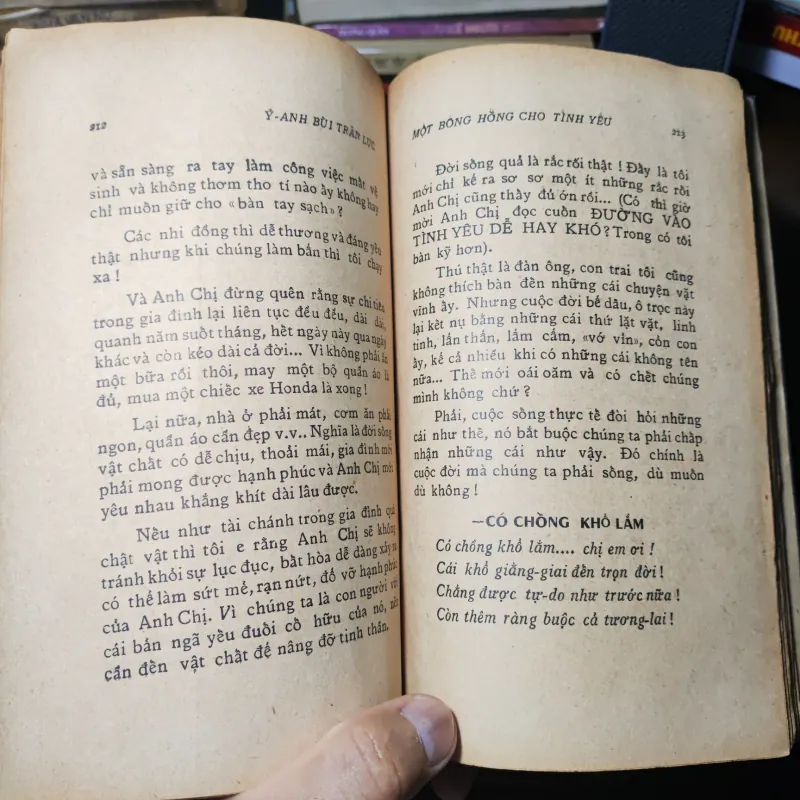 212
Ý-ANH BÙI TRẦN LỰC
và sẵn sàng ra tay làm công việc mất vệ
sinh và không thơm tho tí nào ấy không hay
chỉ muốn giữ cho « bàn tay sạch » ?
Các nhi đồng thì dễ thương và đáng yêu
thật nhưng khi chúng làm bẩn thì tôi chạy
xa !
Và Anh Chị đừng quên rằng sự chi tiêu
trong gia đình lại liên tục đều đều, dài dài,
quanh năm suốt tháng, hết ngày này qua ngày
khác và còn kéo dài cả đời... Vì không phải ăn
một bữa rồi thôi, may một bộ quần áo là
đủ, mua một chiếc xe Honda là xong !
Lại nữa, nhà ở phải mát, cơm ăn phải
ngon, quần áo cần đẹp v.v.. Nghĩa là đời sống
vật chất có dễ chịu, thoải mái, gia đình mới
phải mong được hạnh phúc và Anh Chị mới
yêu nhau khắng khít dài lâu được.
Nếu như tài chánh trong gia đình quá
chật vật thì tôi e rằng Anh Chị sẽ không
tránh khỏi sự lục đục, bất hòa dễ dàng xảy ra
có thể làm sứt mẻ, rạn nứt, đổ vỡ hạnh phúc
của Anh Chị. Vì chúng ta là con người với
cái bản ngã yếu đuối cố hữu của nó, nên
cần đến vật chất để nâng đỡ tinh thần.
MỘT BÔNG HỒNG CHO TÌNH YÊU
213
Đời sống quả là rắc rối thật ! Đấy là tôi
mới chỉ kể ra sơ sơ một ít những rắc rối
Anh Chị cũng thấy đủ ớn rồi... (Có thì giờ
mời Anh Chị đọc cuốn ĐƯỜNG VÀO
TÌNH YÊU DỄ HAY KHÓ? Trong có tôi
bàn kỹ hơn).
Thú thật là đàn ông, con trai tôi cũng
không thích bàn đến những cái chuyện vặt
vĩnh ấy. Nhưng cuộc đời bể dâu, ô trọc này
lại kết nụ bằng những cái thứ lặt vặt, linh
tinh, lẩn thẩn, lẩm cẩm, «vớ vỉn», còn con
ấy, kể cả nhiều khi có những cái không tên
nữa... Thế mới oái oăm và có chết chúng
mình không chứ ?
Phải, cuộc sống thực tế đòi hỏi những
cái như thế, nó bắt buộc chúng ta phải chấp
nhận những cái như vậy. Đó chính là
cuộc đời mà chúng ta phải sống, dù muốn
dù không !
—CÓ CHỒNG KHỔ LẮM
Có chồng khổ lắm.... chị em ơi !
Cái khổ giằng-giai đến trọn đời !
Chẳng được tự-do như trước nữa !
Còn thêm ràng buộc cả tương-lai !